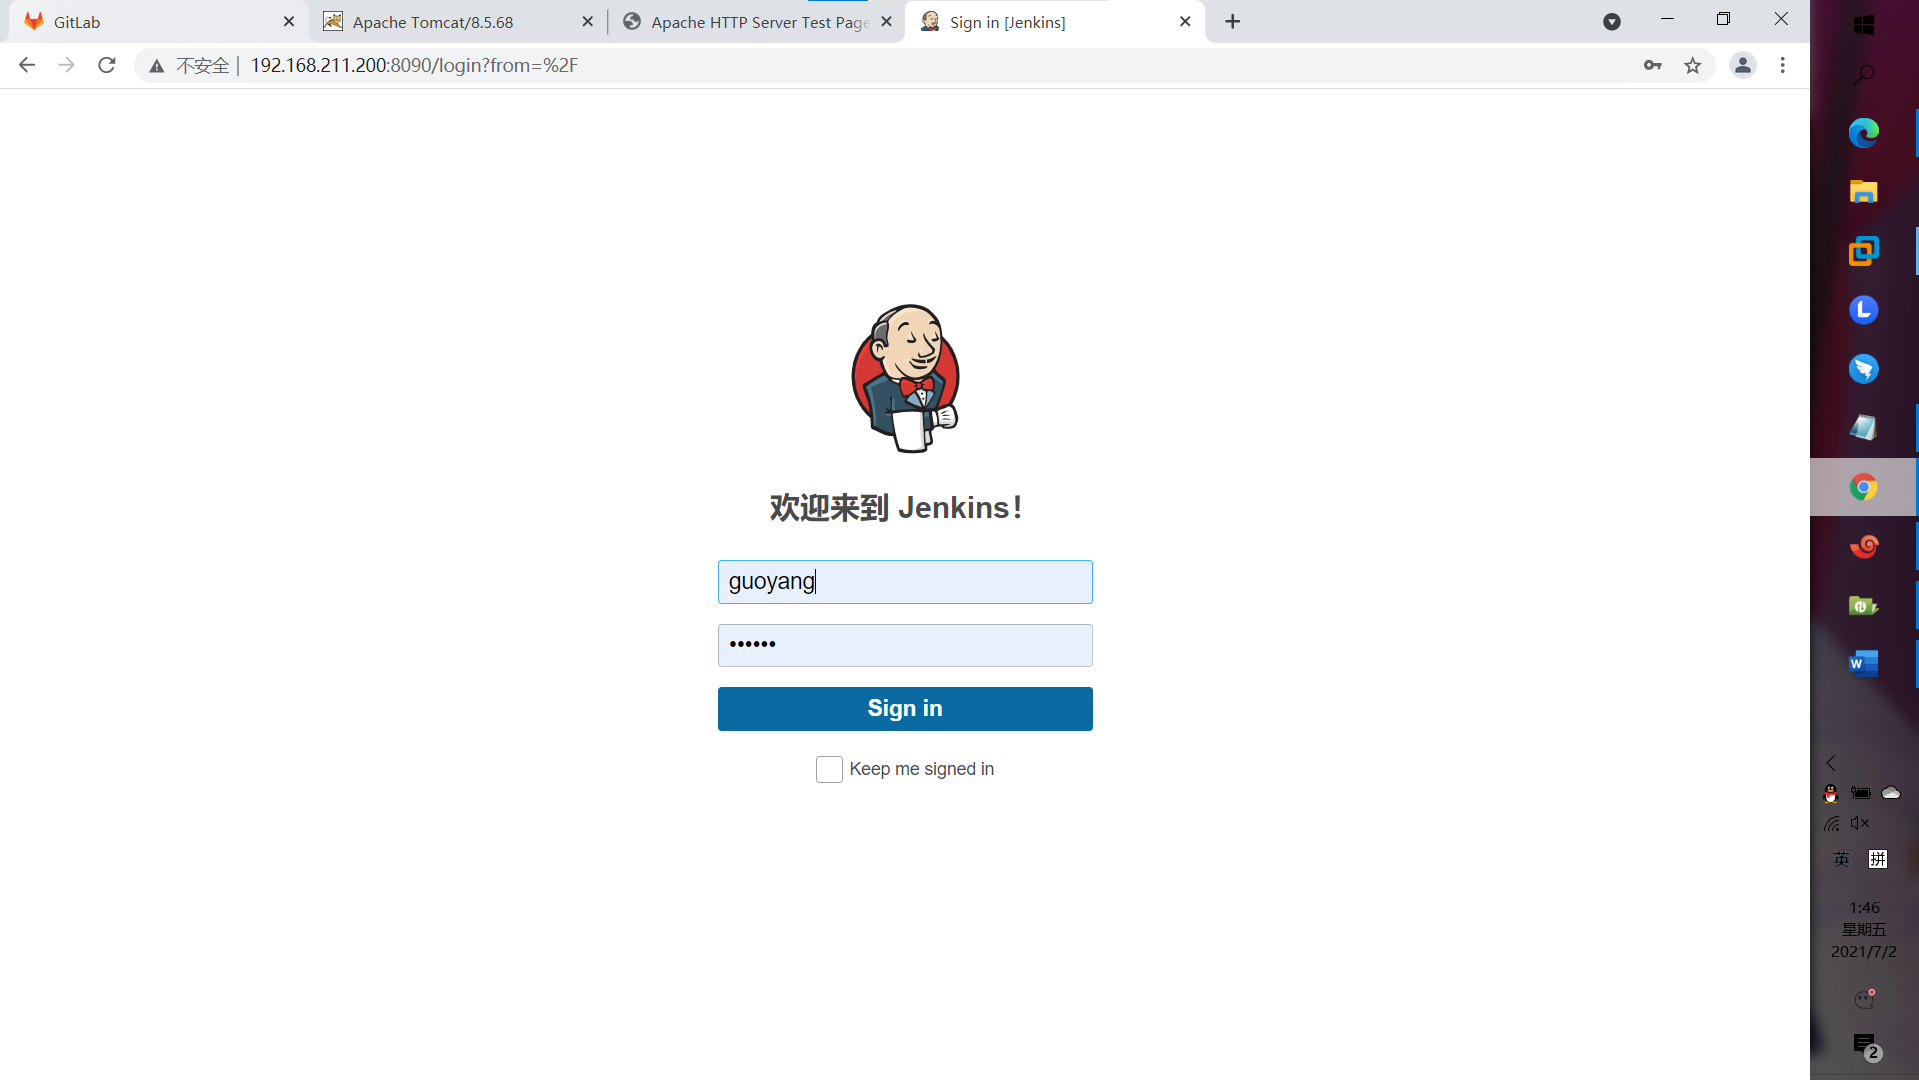 GitLab
Apache Tomcat/8.5.68
Apache HTTP Server Test Page
Sign in [Jenkins]
不安全 | 192.168.211.200:8090/login?from=%2F
欢迎来到 Jenkins！
guoyang
••••••
Sign in
Keep me signed in
英 拼
1:46
星期五
2021/7/2
2